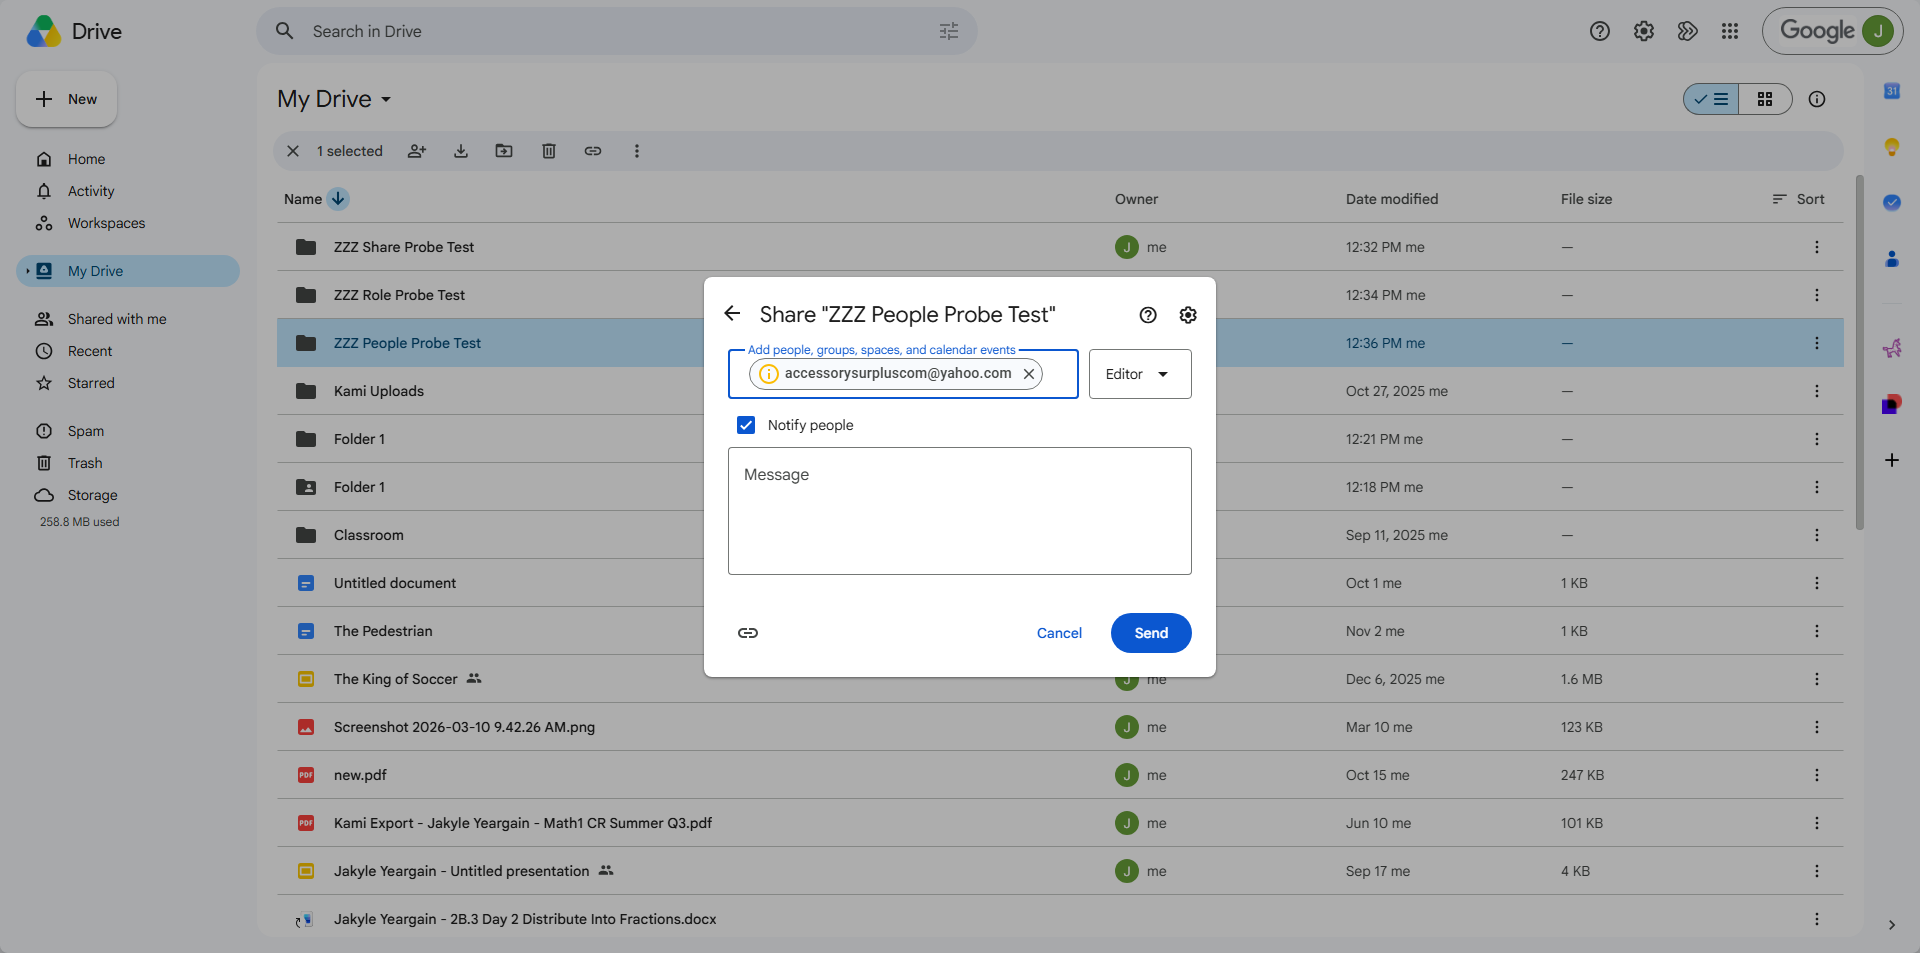 Drive
Search in Drive
Google
J
New
My Drive
31
1 selected
Home
Activity
Workspaces
My Drive
Shared with me
Recent
Starred
Spam
Trash
Storage
258.8 MB used
Name
Owner
Date modified
File size
Sort
ZZZ Share Probe Test
J
me
12:32 PM me
—
ZZZ Role Probe Test
12:34 PM me
—
ZZZ People Probe Test
12:36 PM me
Kami Uploads
Oct 27, 2025 me
—
Folder 1
12:21 PM me
—
Folder 1
12:18 PM me
—
Classroom
Sep 11, 2025 me
—
Untitled document
Oct 1 me
1 KB
The Pedestrian
Nov 2 me
1 KB
The King of Soccer
J
me
Dec 6, 2025 me
1.6 MB
Screenshot 2026-03-10 9.42.26 AM.png
J
me
Mar 10 me
123 KB
PDF
new.pdf
J
me
Oct 15 me
247 KB
PDF
Kami Export - Jakyle Yeargain - Math1 CR Summer Q3.pdf
J
me
Jun 10 me
101 KB
Jakyle Yeargain - Untitled presentation
J
me
Sep 17 me
4 KB
Jakyle Yeargain - 2B.3 Day 2 Distribute Into Fractions.docx
Share "ZZZ People Probe Test"
Add people, groups, spaces, and calendar events
accessorysurpluscom@yahoo.com
Editor
Notify people
Message
Cancel
Send